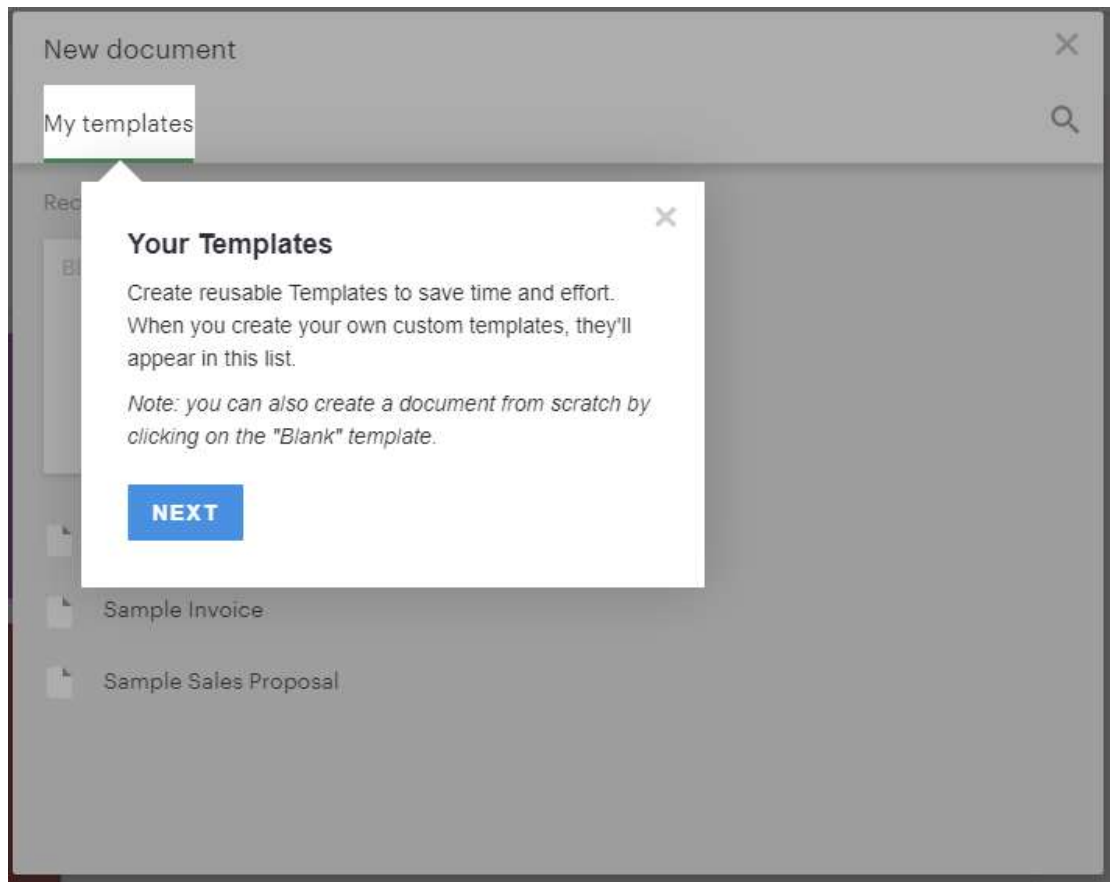 New document
My templates
Your Templates
Create reusable Templates to save time and effort.
When you create your own custom templates, they'll
appear in this list.
Note: you can also create a document from scratch by
clicking on the "Blank" template.
NEXT
Sample Invoice
Sample Sales Proposal